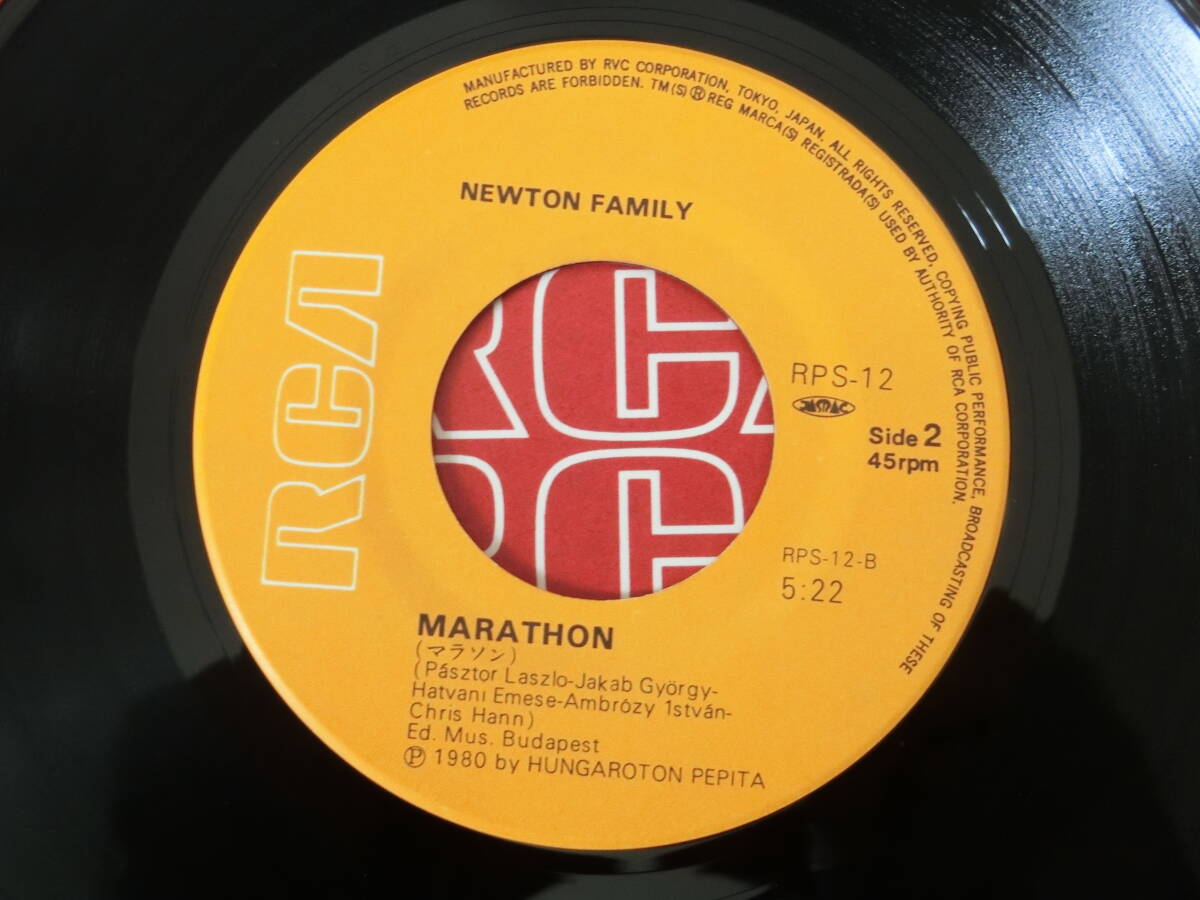 MANUFACTURED BY RVC CORPORATION, TOKYO, JAPAN. ALL RIGHTS RESERVED, COPYING PUBLIC PERFORMANCE, BROADCASTING OF THESE
RECORDS ARE FORBIDDEN. TM(S) ® REG MARCA(S) REGISTRADA(S) USED BY AUTHORITY OF RCA CORPORATION.
NEWTON FAMILY
RCA
RPS-12
JASRAC
Side 2
45rpm
RPS-12-B
5:22
MARATHON
(マラソン)
(Pásztor Laszlo-Jakab György-
Hatvani Emese-Ambrózy 1stván-
Chris Hann)
Ed. Mus. Budapest
Ⓟ 1980 by HUNGAROTON PEPITA